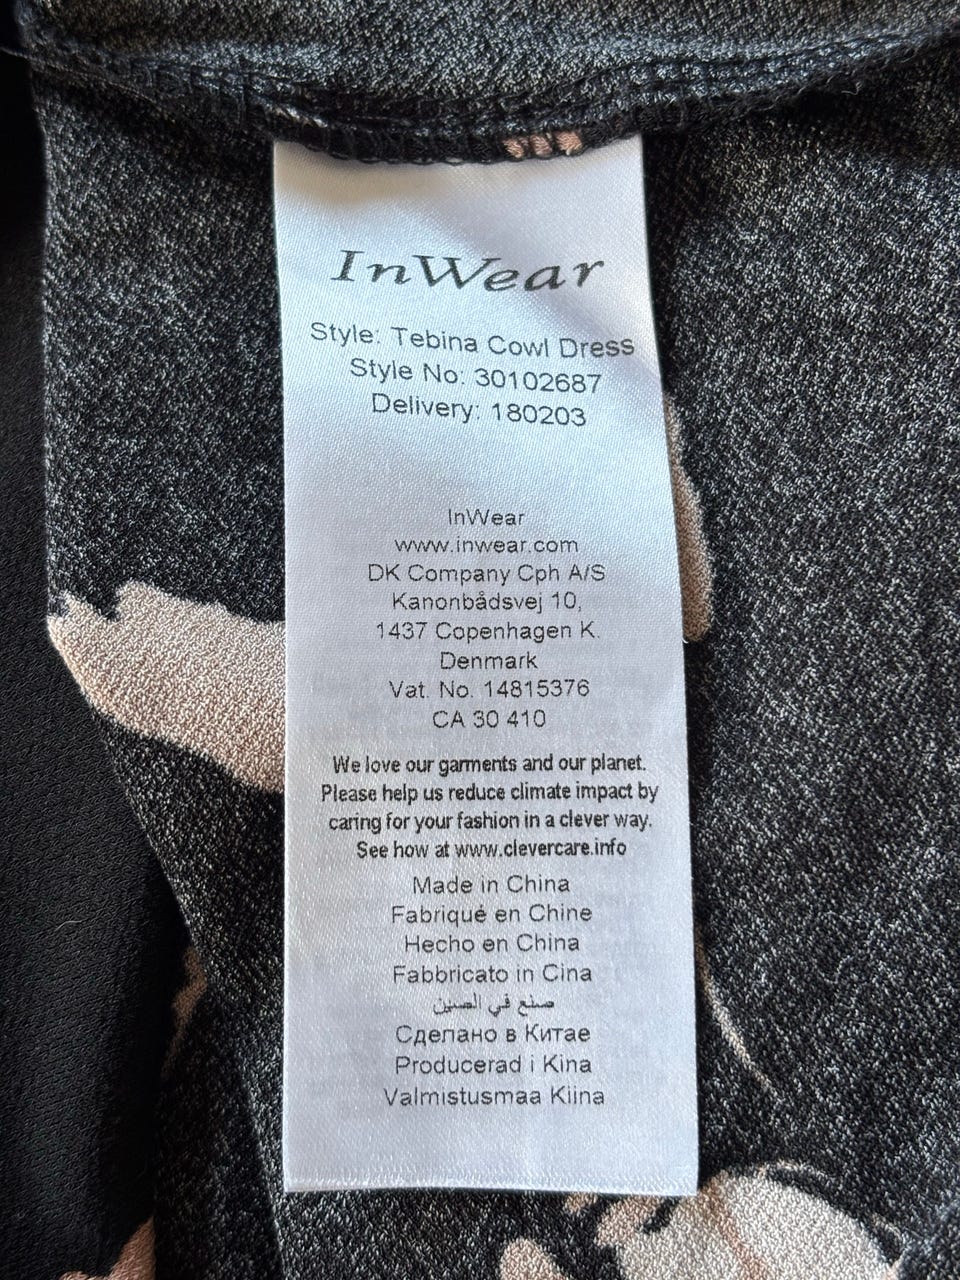 InWear
Style: Tebina Cowl Dress
Style No: 30102687
Delivery: 180203
InWear
www.inwear.com
DK Company Cph A/S
Kanonbådsvej 10,
1437 Copenhagen K.
Denmark
Vat. No. 14815376
CA 30 410
We love our garments and our planet.
Please help us reduce climate impact by
caring for your fashion in a clever way.
See how at www.clevercare.info
Made in China
Fabriqué en Chine
Hecho en China
Fabbricato in Cina
صنع في الصين
Сделано в Китае
Producerad i Kina
Valmistusmaa Kiina